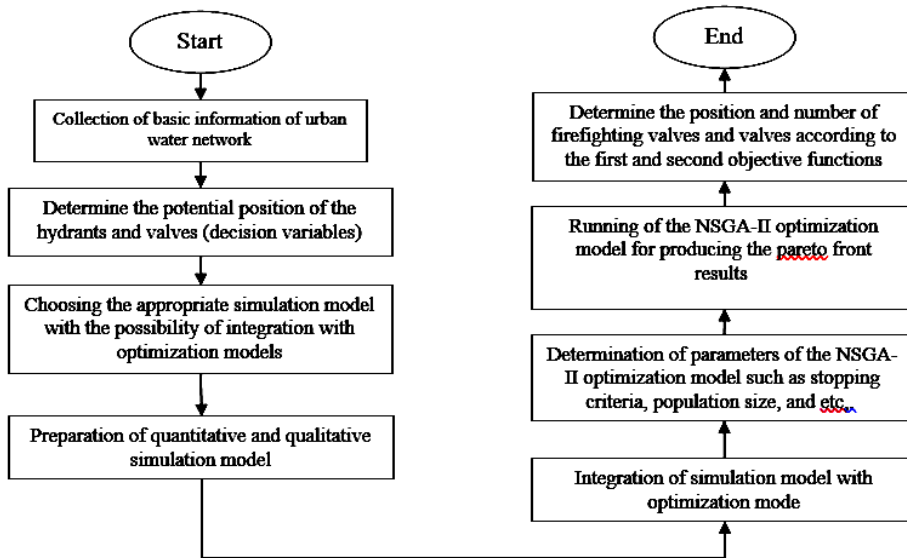 Start
Collection of basic information of urban
water network
Determine the potential position of the
hydrants and valves (decision variables)
Choosing the appropriate simulation model
with the possibility of integration with
optimization models
Preparation of quantitative and qualitative
simulation model
Integration of simulation model with
optimization mode
Determination of parameters of the NSGA-
II optimization model such as stopping
criteria, population size, and etc.,
Running of the NSGA-II optimization
model for producing the pareto front
results
Determine the position and number of
firefighting valves and valves according to
the first and second objective functions
End